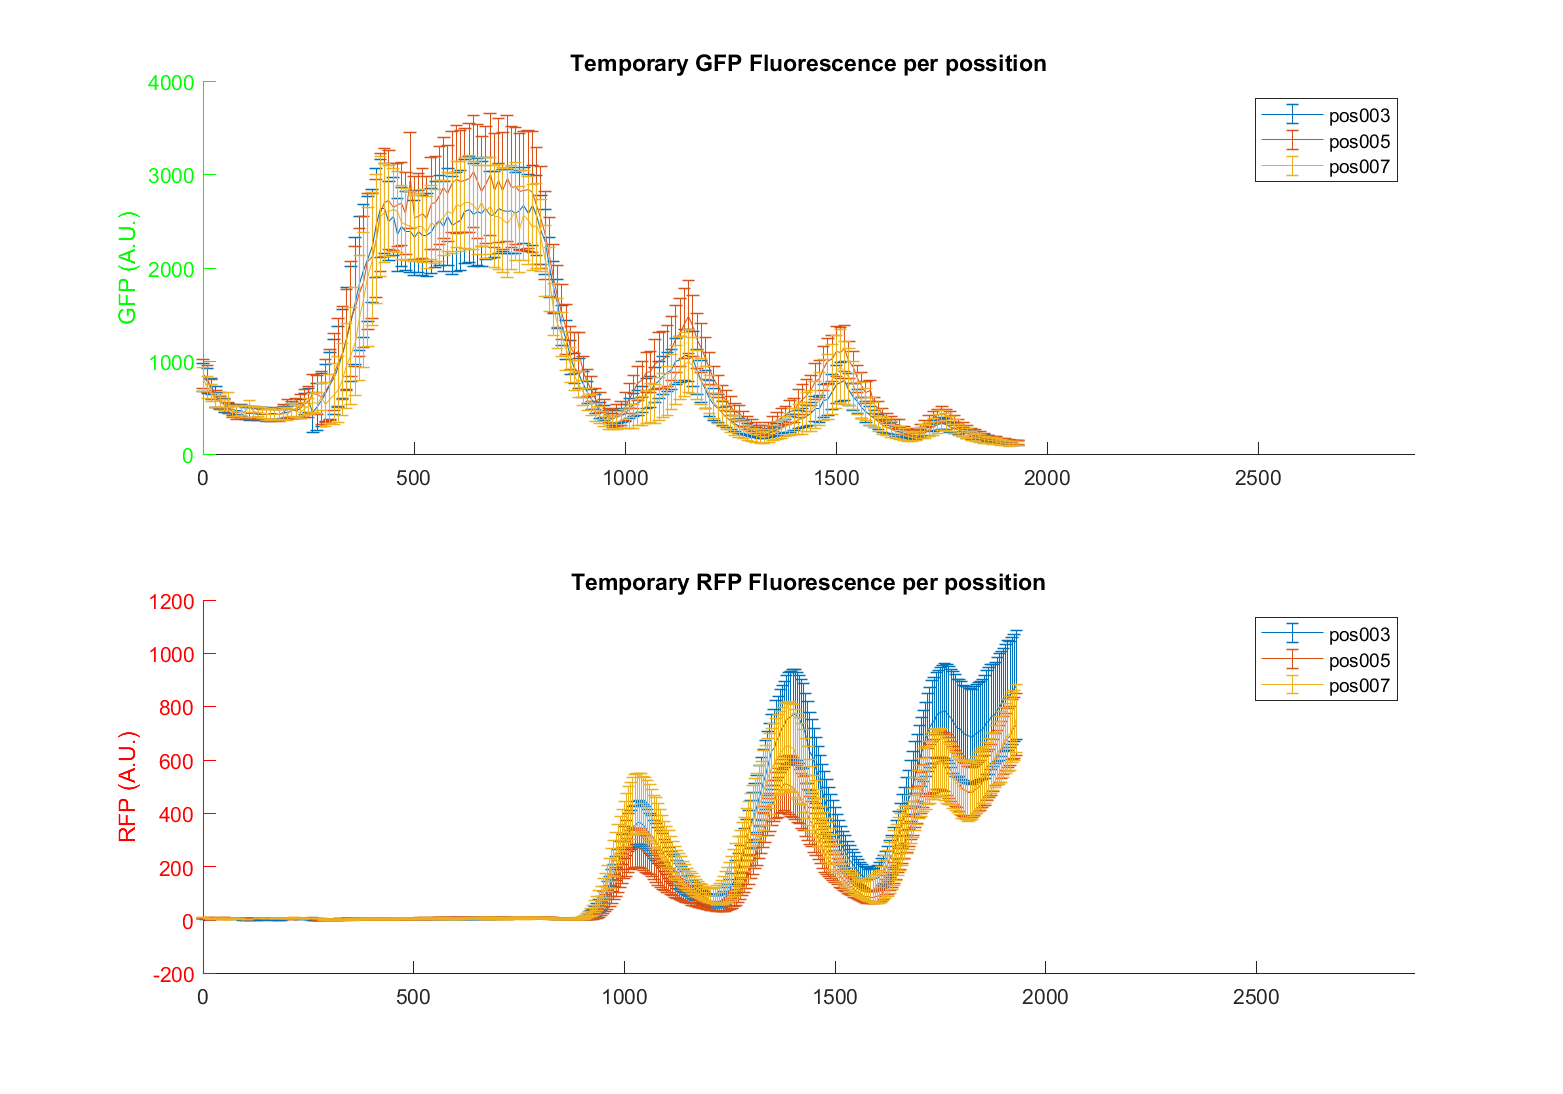 Temporary GFP Fluorescence per possition
4000
3000
2000
1000
0
GFP (A.U.)
0 500 1000 1500 2000 2500
pos003
pos005
pos007
Temporary RFP Fluorescence per possition
1200
1000
800
600
400
200
0
-200
RFP (A.U.)
0 500 1000 1500 2000 2500
pos003
pos005
pos007